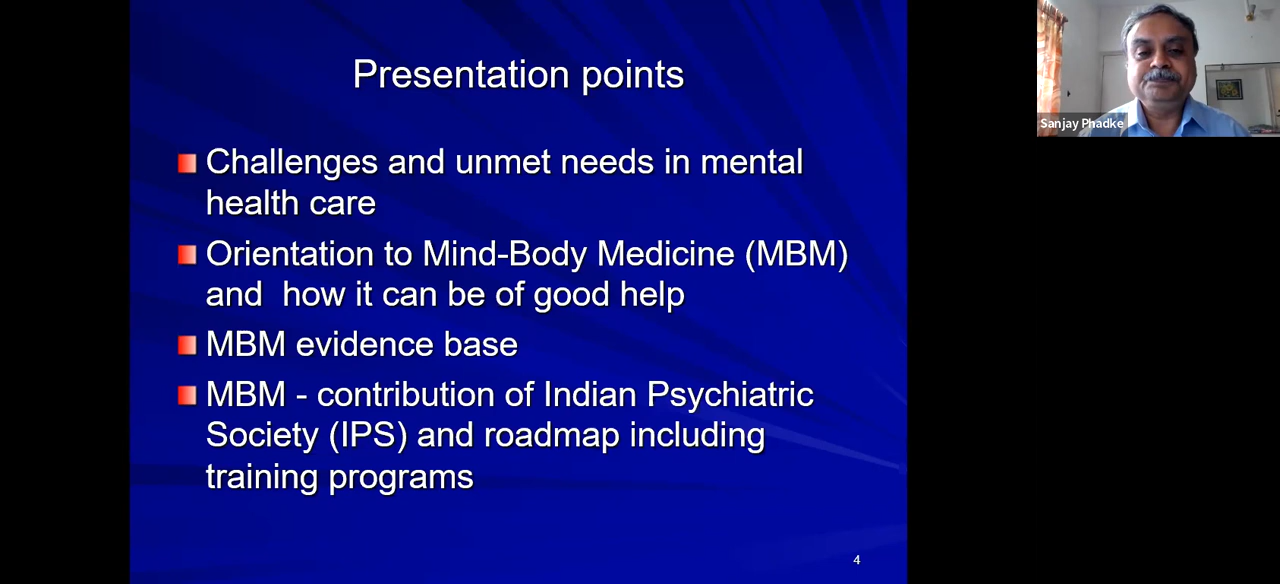 Presentation points
Challenges and unmet needs in mental
health care
Orientation to Mind-Body Medicine (MBM)
and  how it can be of good help
MBM evidence base
MBM - contribution of Indian Psychiatric
Society (IPS) and roadmap including
training programs
4
Sanjay Phadke